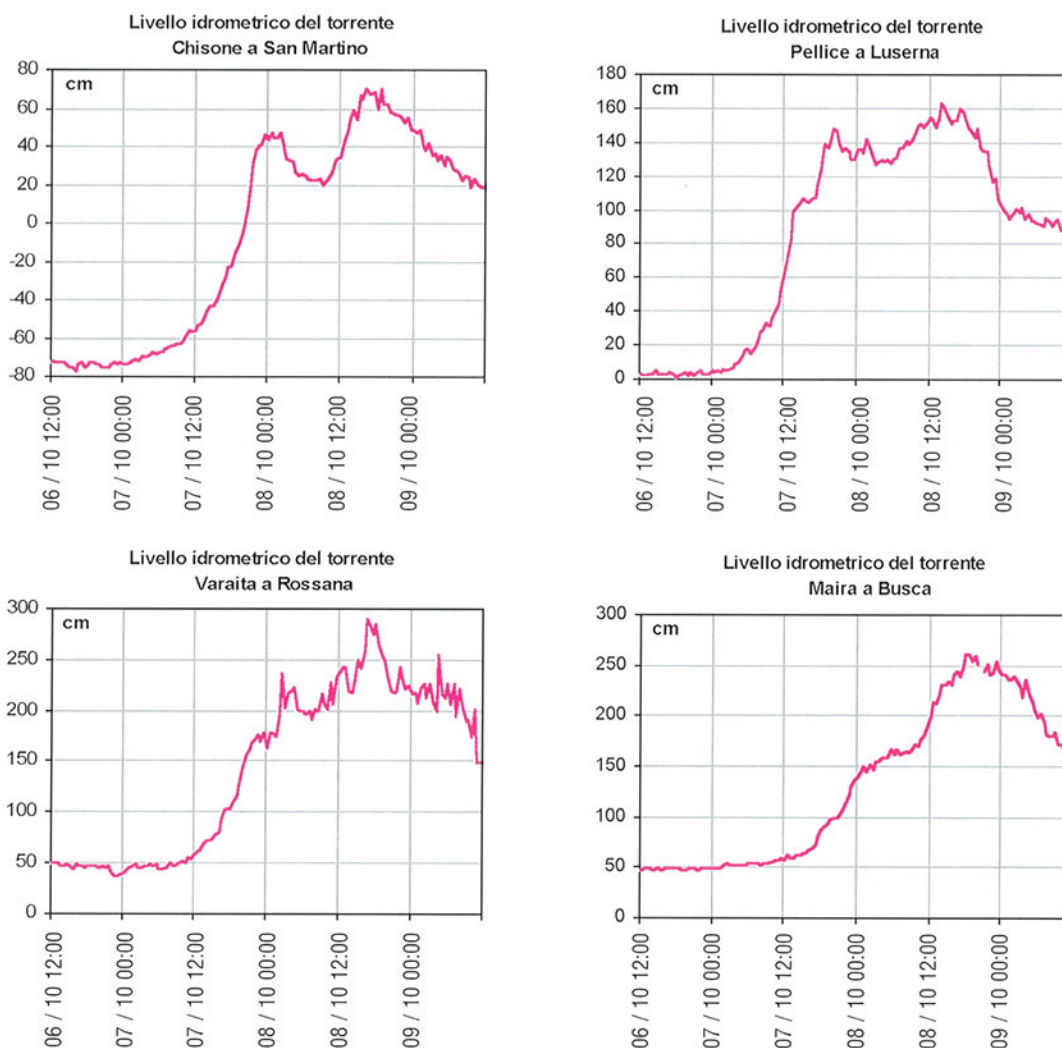 Livello idrometrico del torrente
Chisone a San Martino
cm
80
60
40
20
0
-20
-40
-60
-80
06 / 10 12:00
07 / 10 00:00
07 / 10 12:00
08 / 10 00:00
08 / 10 12:00
09 / 10 00:00
Livello idrometrico del torrente
Pellice a Luserna
cm
180
160
140
120
100
80
60
40
20
0
06 / 10 12:00
07 / 10 00:00
07 / 10 12:00
08 / 10 00:00
08 / 10 12:00
09 / 10 00:00
Livello idrometrico del torrente
Varaita a Rossana
cm
300
250
200
150
100
50
0
06 / 10 12:00
07 / 10 00:00
07 / 10 12:00
08 / 10 00:00
08 / 10 12:00
09 / 10 00:00
Livello idrometrico del torrente
Maira a Busca
cm
300
250
200
150
100
50
0
06 / 10 12:00
07 / 10 00:00
07 / 10 12:00
08 / 10 00:00
08 / 10 12:00
09 / 10 00:00